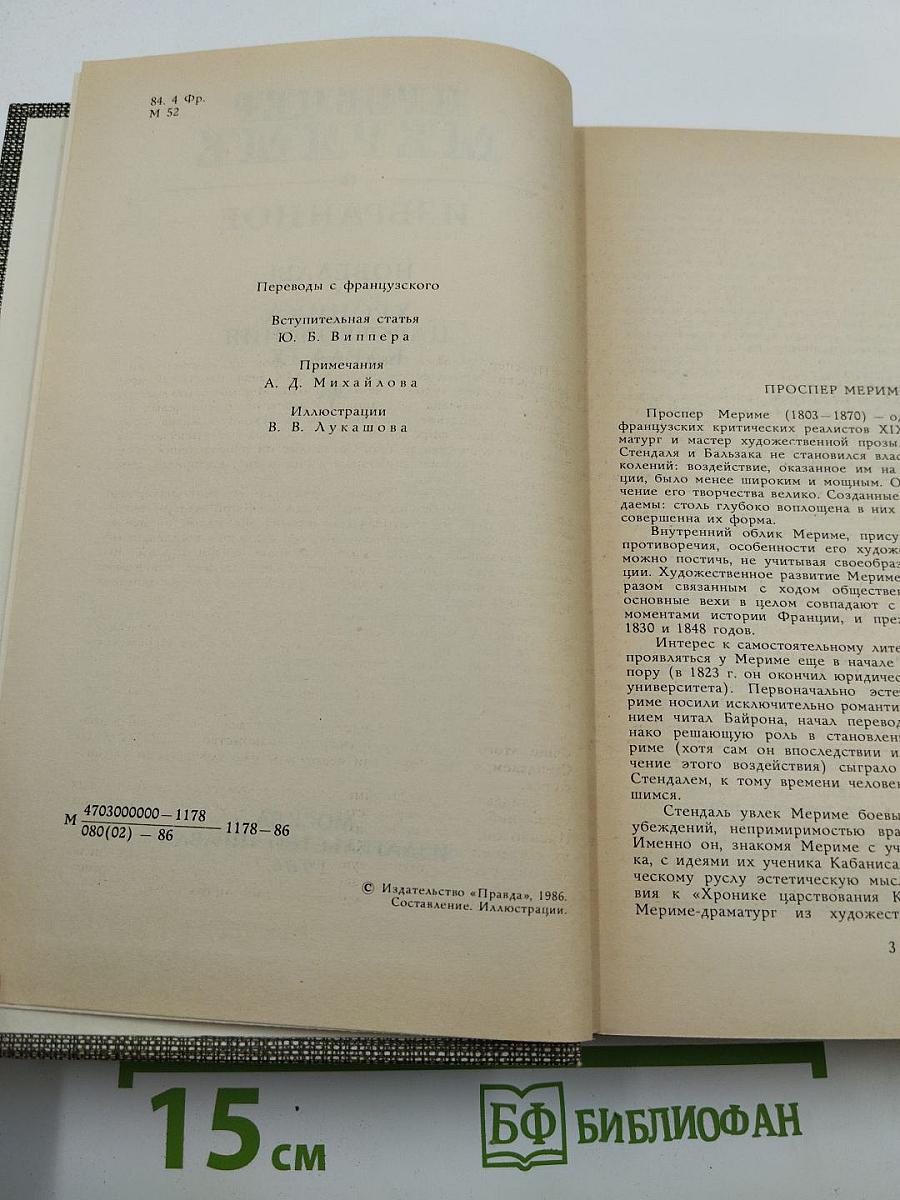 84. 4 Фр.
М 52
Переводы с французского
Вступительная статья
Ю. Б. Виппера
Примечания
А. Д. Михайлова
Иллюстрации
В. В. Лукашова
М 4703000000—1178
080(02) — 86
1178—86
© Издательство «Правда», 1986.
Составление. Иллюстрации.
ПРОСПЕР МЕРИМ
Проспер Мериме (1803—1870) — о
французских критических реалистов XIX
матург и мастер художественной прозы.
Стендаля и Бальзака не становился влас
колений: воздействие, оказанное им на
ции, было менее широким и мощным. О
чение его творчества велико. Созданные
даемы: столь глубоко воплощена в них
совершенна их форма.
Внутренний облик Мериме, прису
противоречия, особенности его худож
можно постичь, не учитывая своеобраз
ции. Художественное развитие Мериме
разом связанным с ходом обществен
основные вехи в целом совпадают с
моментами истории Франции, и пре
1830 и 1848 годов.
Интерес к самостоятельному лите
проявляться у Мериме еще в начале
пору (в 1823 г. он окончил юридичес
университета). Первоначально эсте
риме носили исключительно романти
нием читал Байрона, начал перевод
нако решающую роль в становлени
риме (хотя сам он впоследствии и
чение этого воздействия) сыграло
Стендалем, к тому времени человек
шимся.
Стендаль увлек Мериме боевы
убеждений, непримиримостью вра
Именно он, знакомя Мериме с уч
ка, с идеями их ученика Кабаниса
ческому руслу эстетическую мысл
вия к «Хронике царствования К
Мериме-драматург из художест
3
15 см
БФ БИБЛИОФАН